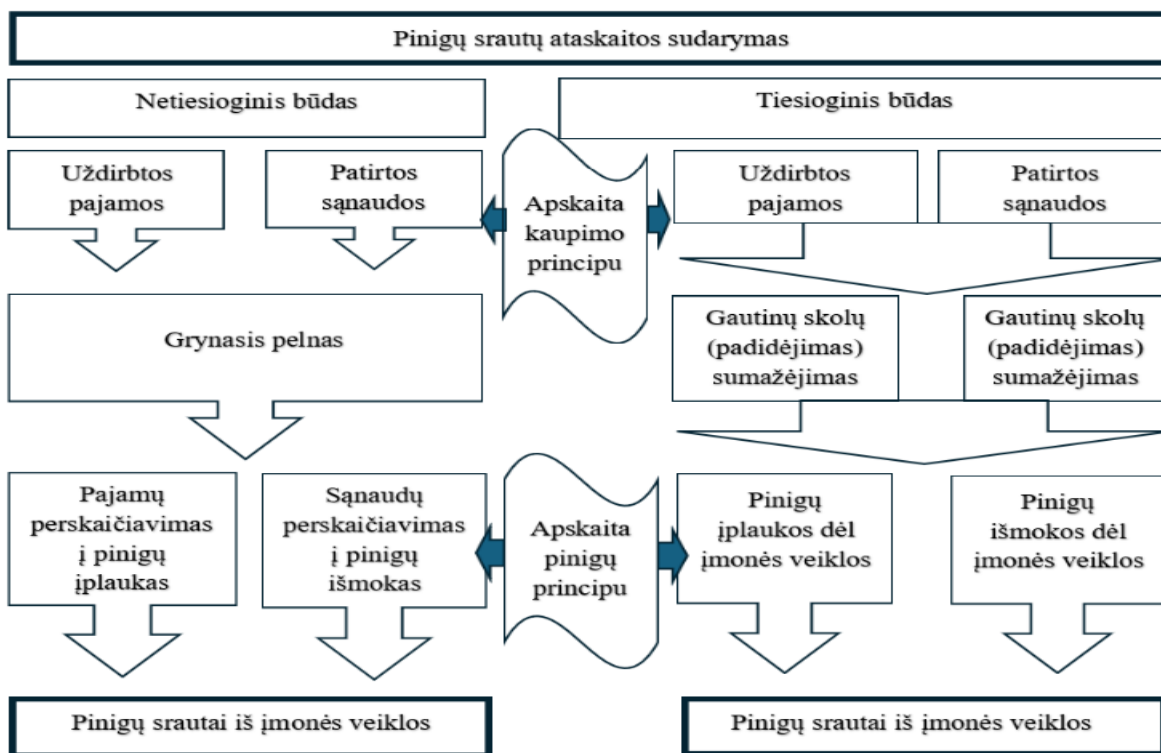 Pinigų srautų ataskaitos sudarymas
Netiesioginis būdas
Tiesioginis būdas
Uždirbtos
pajamos
Patirtos
sąnaudos
Apskaita
kaupimo
principu
Uždirbtos
pajamos
Patirtos
sąnaudos
Grynasis pelnas
Gautinų skolų
(padidėjimas)
sumažėjimas
Gautinų skolų
(padidėjimas)
sumažėjimas
Pajamų
perskaičiavimas
į pinigų
įplaukas
Sąnaudų
perskaičiavimas
į pinigų
išmokas
Apskaita
pinigų
principu
Pinigų
įplaukos dėl
įmonės veiklos
Pinigų
išmokos dėl
įmonės veiklos
Pinigų srautai iš įmonės veiklos
Pinigų srautai iš įmonės veiklos